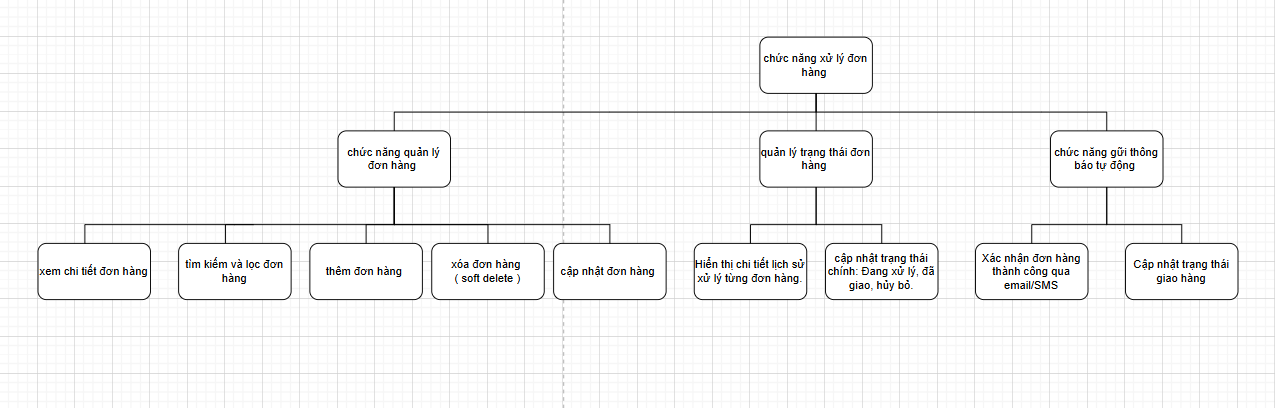 chức năng xử lý đơn
hàng
chức năng quản lý
đơn hàng
quản lý trạng thái đơn
hàng
chức năng gửi thông
báo tự động
xem chi tiết đơn hàng
tìm kiếm và lọc đơn
hàng
thêm đơn hàng
xóa đơn hàng
( soft delete )
cập nhật đơn hàng
Hiển thị chi tiết lịch sử
xử lý từng đơn hàng.
cập nhật trạng thái
chính: Đang xử lý, đã
giao, hủy bỏ.
Xác nhận đơn hàng
thành công qua
email/SMS
Cập nhật trạng thái
giao hàng